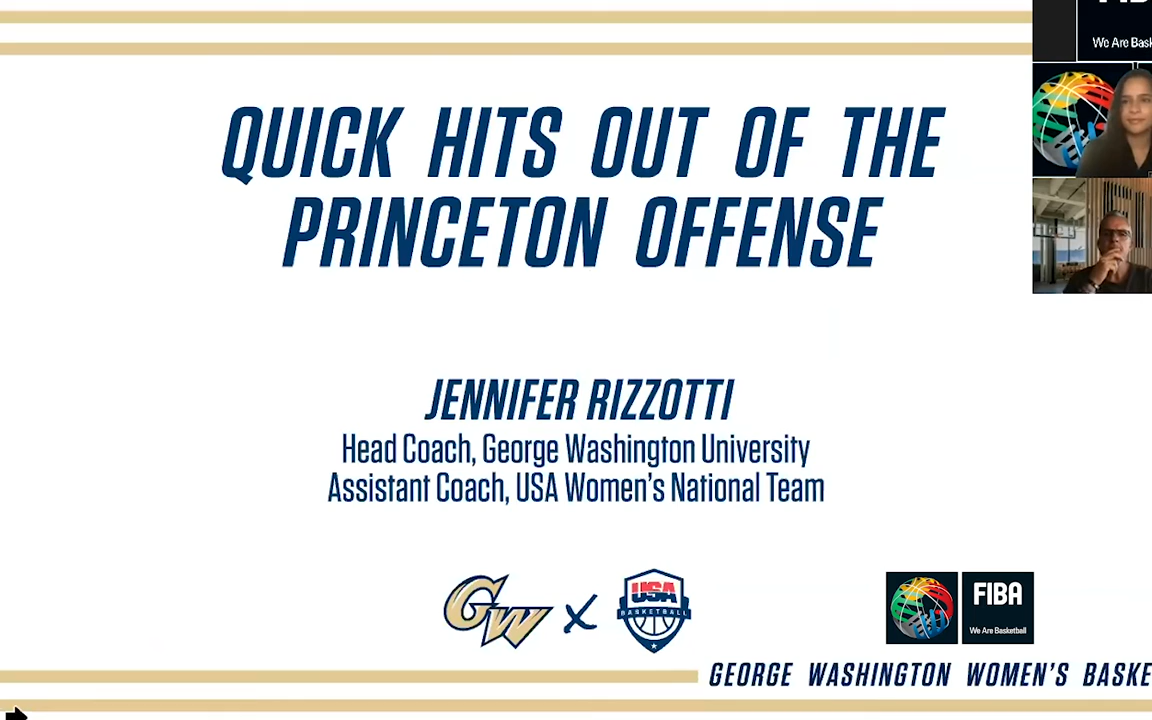 We Are Bask
QUICK HITS OUT OF THE
PRINCETON OFFENSE
JENNIFER RIZZOTTI
Head Coach, George Washington University
Assistant Coach, USA Women's National Team
GW X USA
BASKETBALL
FIBA
We Are Basketball
GEORGE WASHINGTON WOMEN'S BASKE